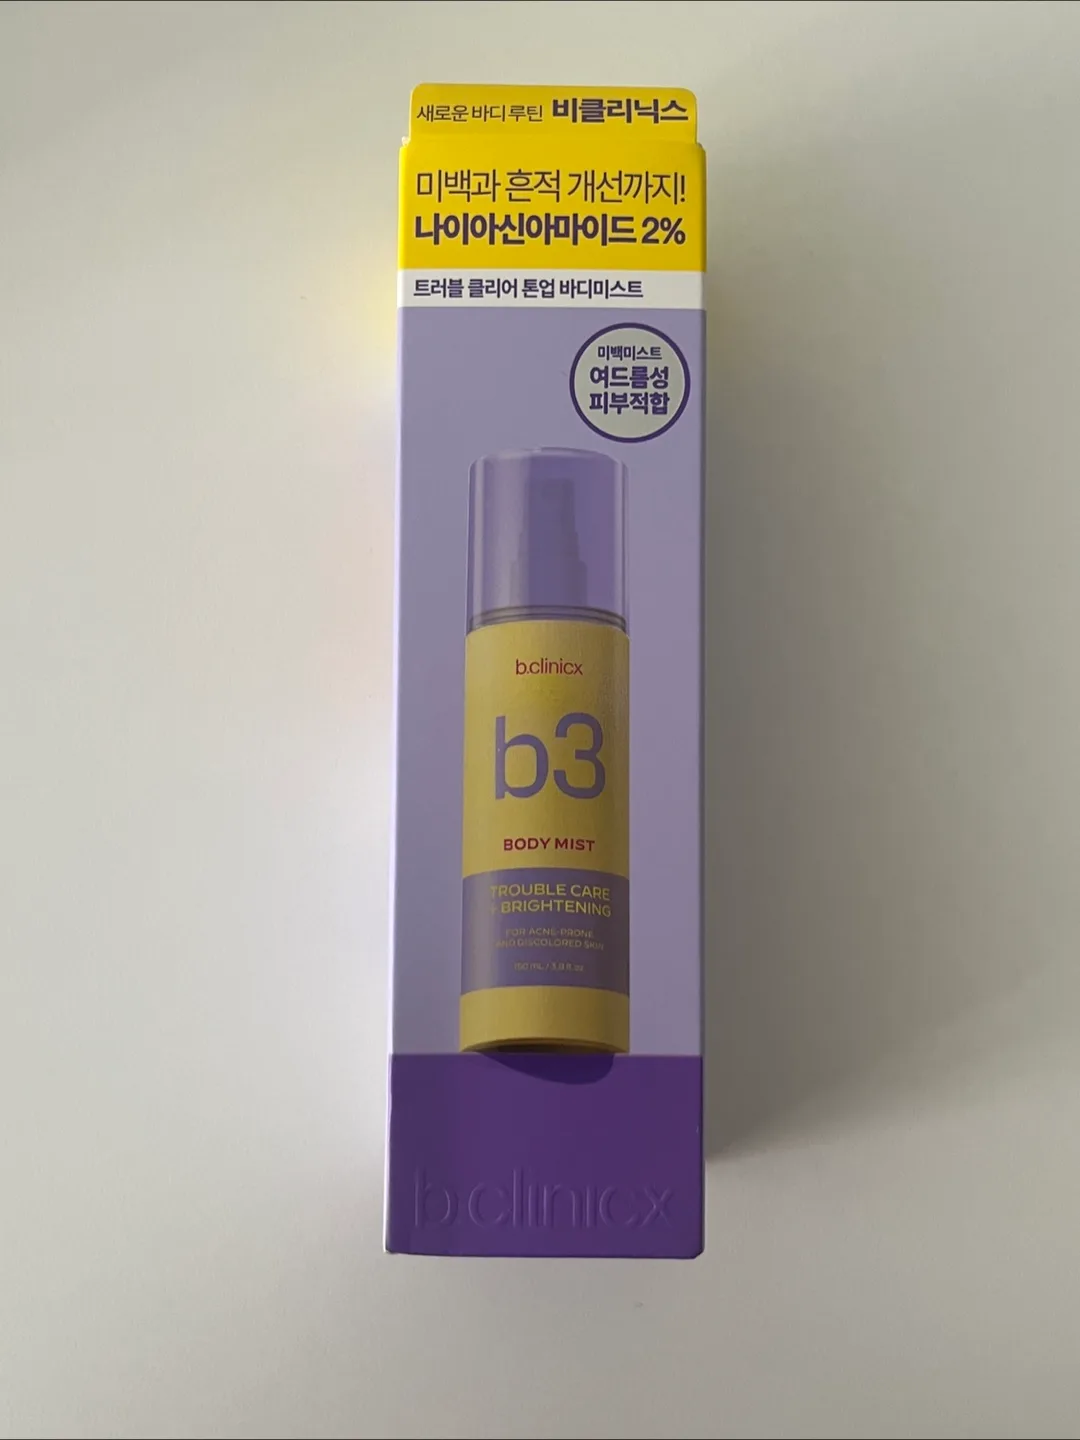 새로운 바디 루틴 비클리닉스
미백과 흔적 개선까지!
나이아신아마이드 2%
트러블 클리어 톤업 바디미스트
미백미스트
여드름성
피부적합
b.clinicx
b3
BODY MIST
TROUBLE CARE
+ BRIGHTENING
FOR ACNE-PRONE
AND DISCOLORED SKIN
b.clinicx